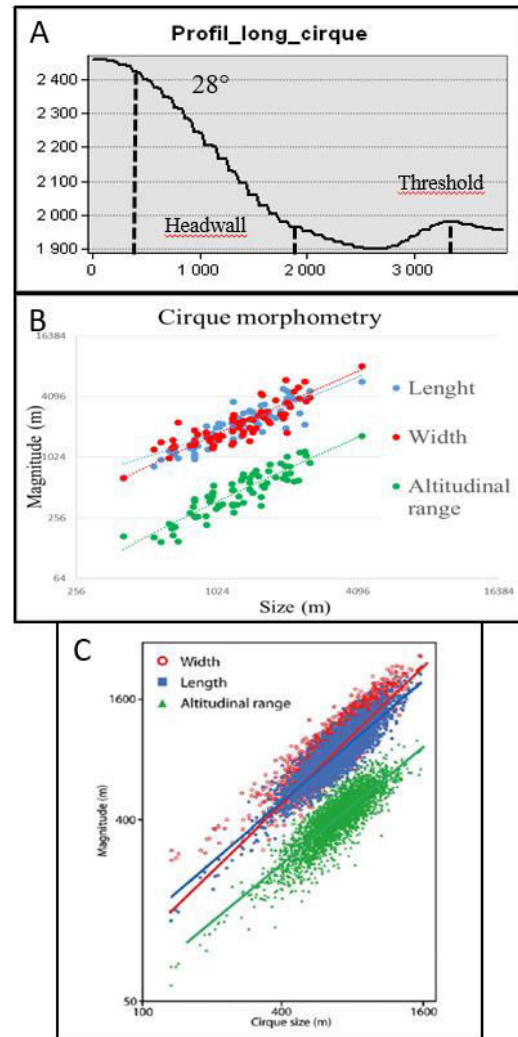 A
Profil_long_cirque
2 400
2 300
2 200
2 100
2 000
1 900
28°
Headwall
Threshold
0
1 000
2 000
3 000
B
Cirque morphometry
16384
4096
1024
256
64
Magnitude (m)
Lenght
Width
Altitudinal
range
256
1024
4096
16384
Size (m)
C
Width
Length
Altitudinal range
1600
400
50
Magnitude (m)
100
400
1600
Cirque size (m)